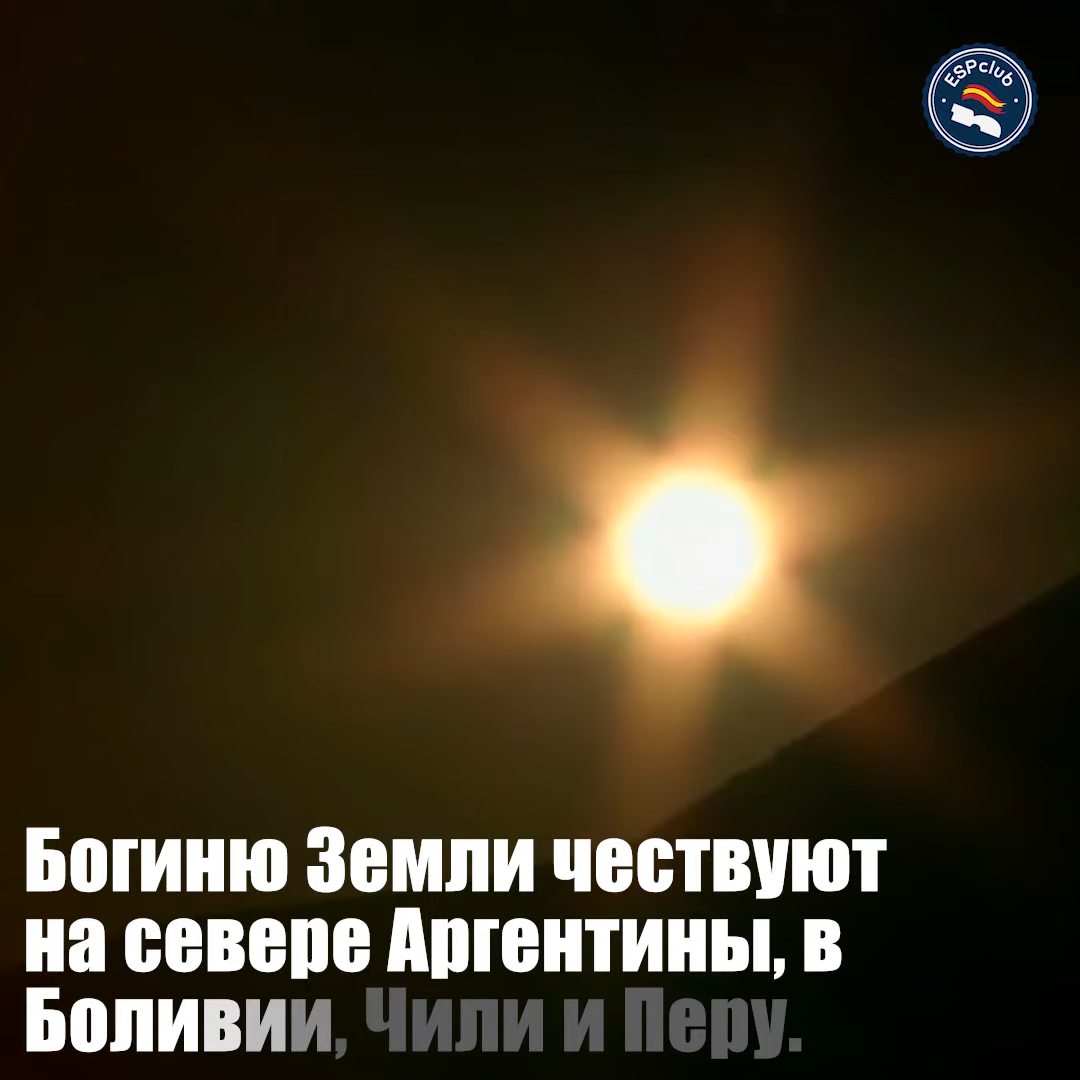 ESPclub
Богиню Земли чествуют
на севере Аргентины, в
Боливии, Чили и Перу.